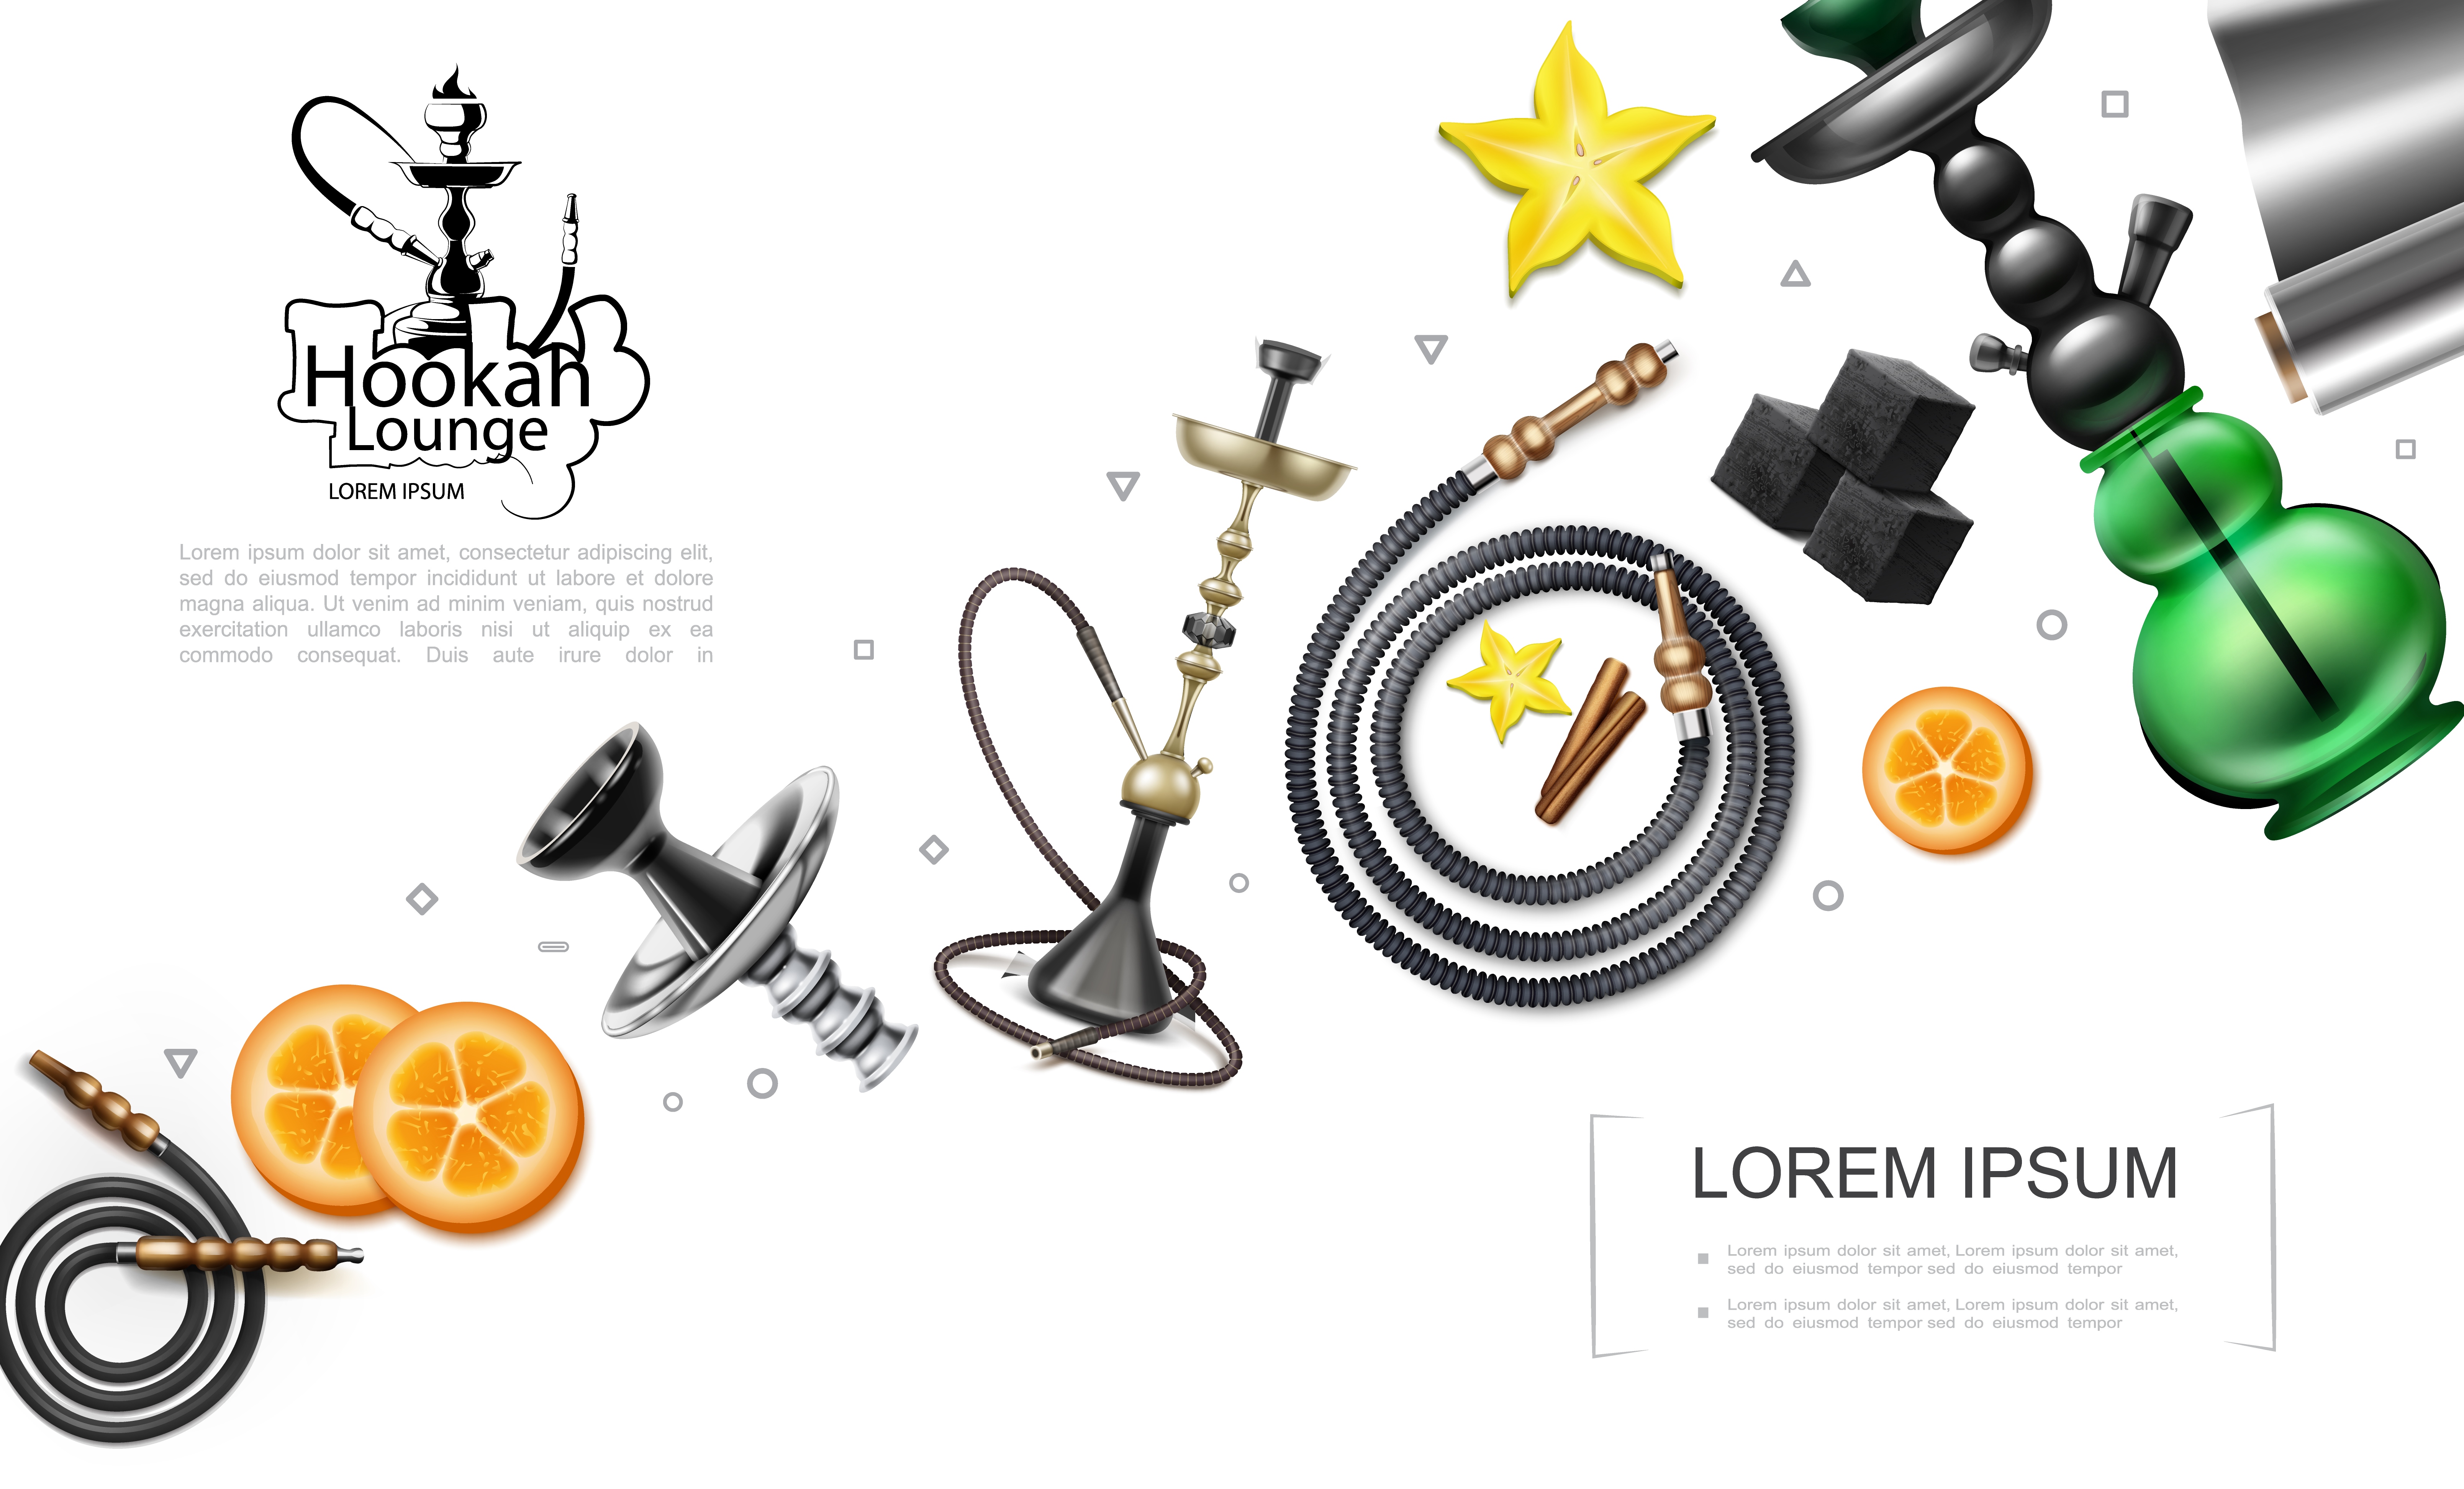 Hookah
Lounge
LOREM IPSUM
Lorem ipsum dolor sit amet, consectetur adipiscing elit,
sed do eiusmod tempor incididunt ut labore et dolore
magna aliqua. Ut venim ad minim veniam, quis nostrud
exercitation ullamco laboris nisi ut aliquip ex ea
commodo consequat. Duis aute irure dolor in
LOREM IPSUM
Lorem ipsum dolor sit amet, Lorem ipsum dolor sit amet,
sed do eiusmod tempor sed do eiusmod tempor
Lorem ipsum dolor sit amet, Lorem ipsum dolor sit amet,
sed do eiusmod tempor sed do eiusmod tempor